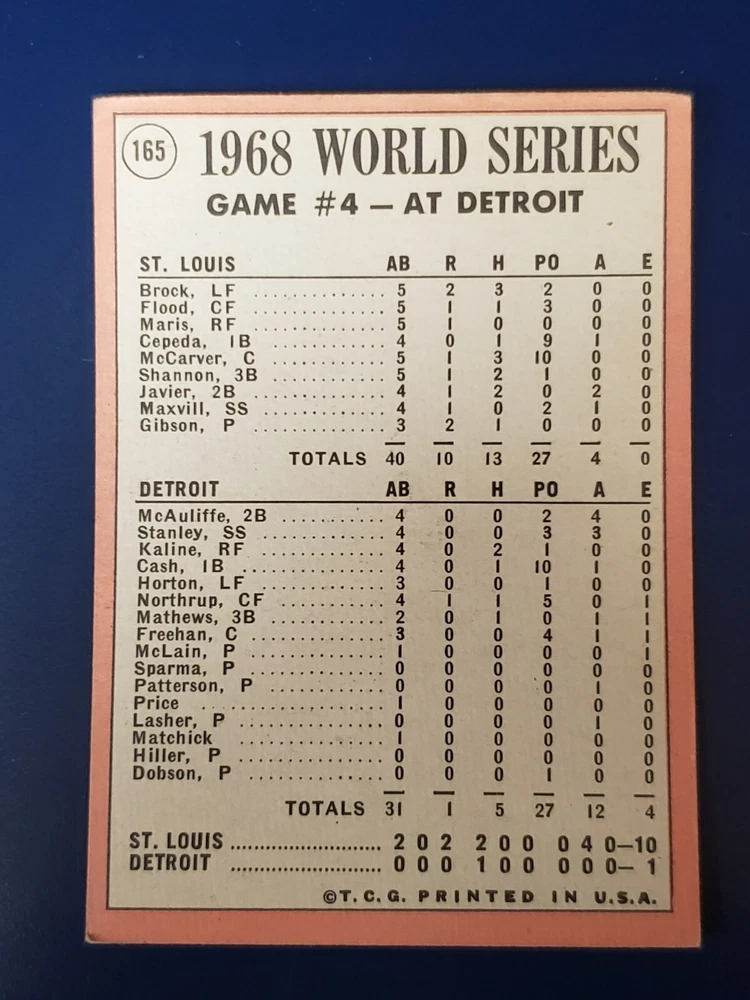 165 1968 WORLD SERIES
GAME #4 — AT DETROIT
ST. LOUIS AB R H PO A E
Brock, LF .............. 5 2 3 2 0 0
Flood, CF .............. 5 1 1 3 0 0
Maris, RF .............. 5 1 0 0 0 0
Cepeda, 1B .............. 4 0 1 9 1 0
McCarver, C ............ 5 1 3 10 0 0
Shannon, 3B ............ 5 1 2 1 0 0
Javier, 2B .............. 4 1 2 0 2 0
Maxvill, SS ............. 4 1 0 2 1 0
Gibson, P .............. 3 2 1 0 0 0
TOTALS 40 10 13 27 4 0
DETROIT AB R H PO A E
McAuliffe, 2B ........... 4 0 0 2 4 0
Stanley, SS ............. 4 0 0 3 3 0
Kaline, RF .............. 4 0 2 1 0 0
Cash, 1B ............... 4 0 1 10 1 0
Horton, LF .............. 3 0 0 1 0 0
Northrup, CF ............ 4 1 1 5 0 1
Mathews, 3B ............ 2 0 1 0 1 1
Freehan, C .............. 3 0 0 4 1 1
McLain, P .............. 1 0 0 0 0 1
Sparma, P .............. 0 0 0 0 0 0
Patterson, P ............ 0 0 0 0 1 0
Price .................. 1 0 0 0 0 0
Lasher, P ............... 0 0 0 0 1 0
Matchick ............... 1 0 0 0 0 0
Hiller, P ............... 0 0 0 0 0 0
Dobson, P .............. 0 0 0 1 0 0
TOTALS 31 1 5 27 12 4
ST. LOUIS .......................... 2 0 2 2 0 0 0 4 0—10
DETROIT .......................... 0 0 0 1 0 0 0 0 0— 1
©T.C.G. PRINTED IN U.S.A.